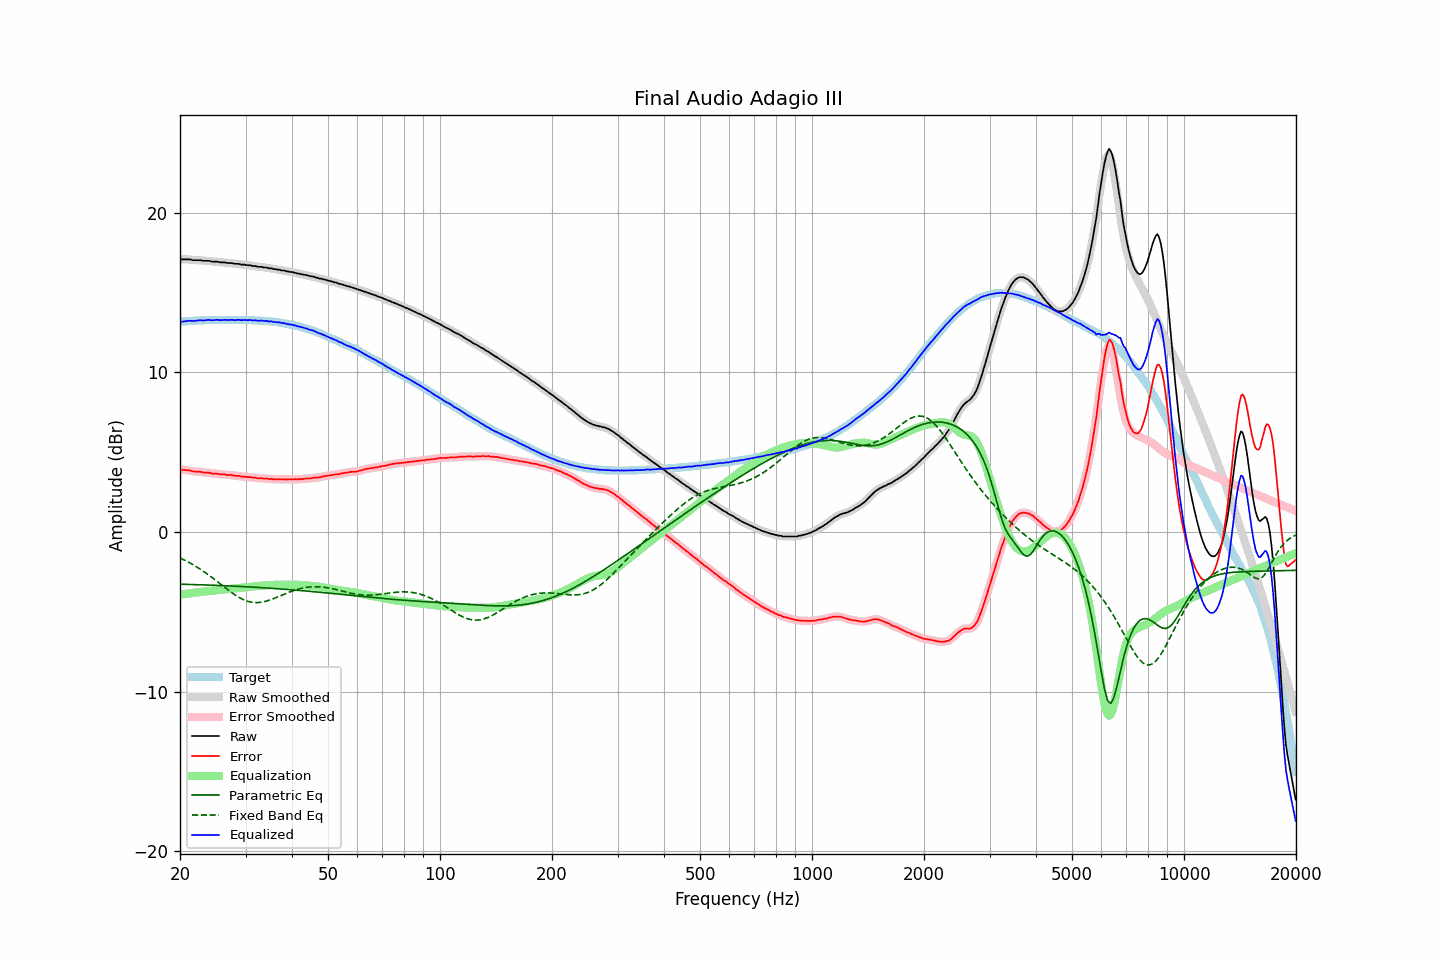 Final Audio Adagio III
Amplitude (dBr)
20
10
0
−10
−20
Target
Raw Smoothed
Error Smoothed
Raw
Error
Equalization
Parametric Eq
Fixed Band Eq
Equalized
20 50 100 200 500 1000 2000 5000 10000 20000
Frequency (Hz)